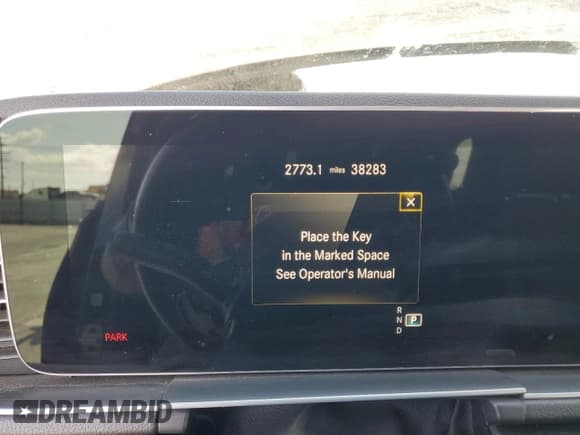 2773.1 miles 38283
X
Place the Key
in the Marked Space
See Operator's Manual
R
N P
D
PARK
DREAMBID